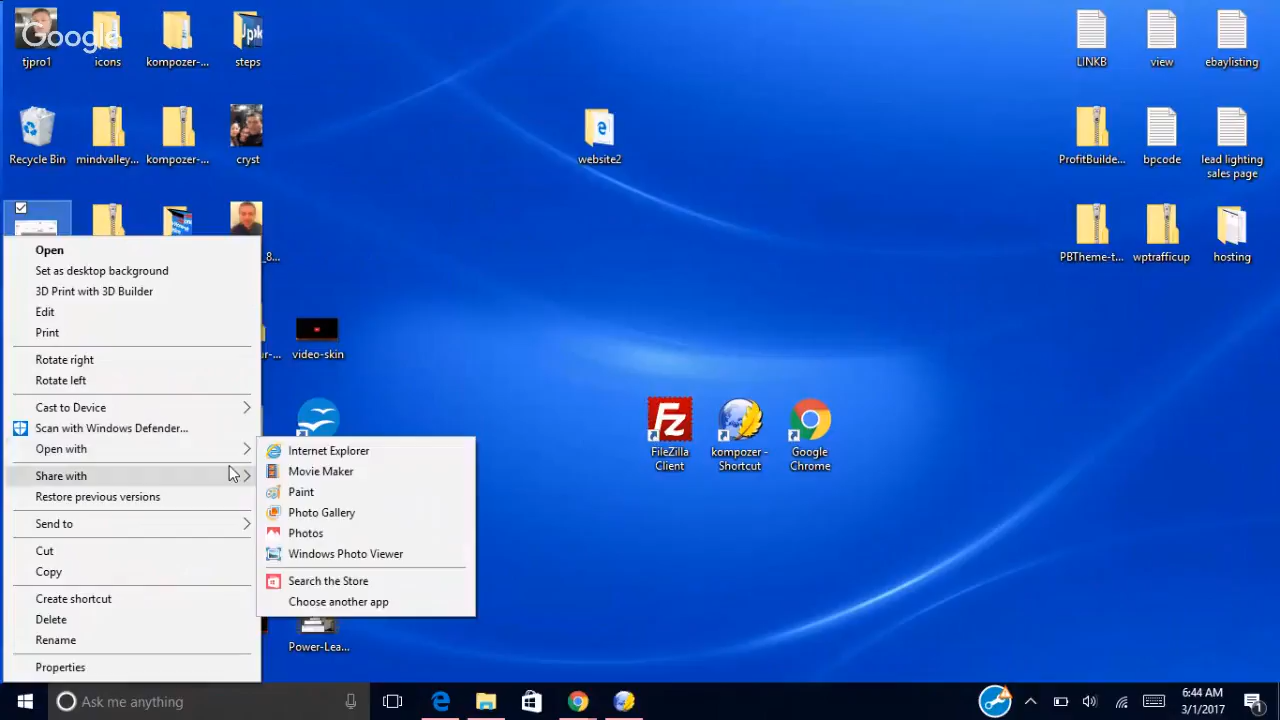 Google
tjpro1
icons
kompozer-...
steps
LINKB
view
ebaylisting
Recycle Bin
mindvalley...
kompozer-...
cryst
website2
ProfitBuilde...
bpcode
lead lighting
sales page
_8...
PBTheme-t...
wptrafficup
hosting
Open
Set as desktop background
3D Print with 3D Builder
Edit
Print
Rotate right
Rotate left
Cast to Device
Scan with Windows Defender...
Open with
Share with
Restore previous versions
Send to
Cut
Copy
Create shortcut
Delete
Rename
Properties
ur-...
video-skin
Internet Explorer
Movie Maker
Paint
Photo Gallery
Photos
Windows Photo Viewer
Search the Store
Choose another app
Power-Lea...
Fz
FileZilla
Client
kompozer -
Shortcut
Google
Chrome
Ask me anything
6:44 AM
3/1/2017
1